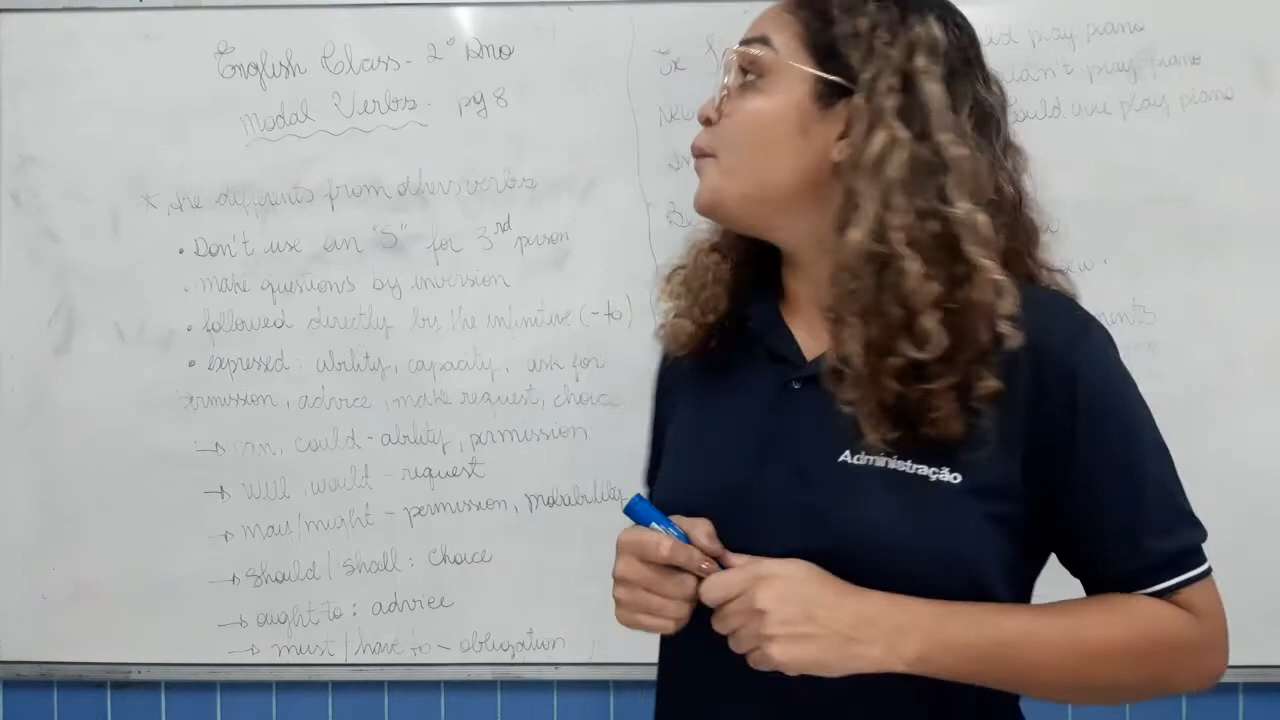 English Class - 2º Ano
Modal Verbs. pg 8
* Are differents from others verbs
• Don't use an "S" for 3rd person
• make questions by inversion
• followed directly by the infinitive (-to)
• expressed: ability, capacity, ask for
permission, advice, make request, choice
→ can, could - ability, permission
→ will, would - request
→ may/might - permission, probability
→ Should / shall: choice
→ ought to: advice
→ must / have to - obligation
play piano
play piano
play piano
Administração